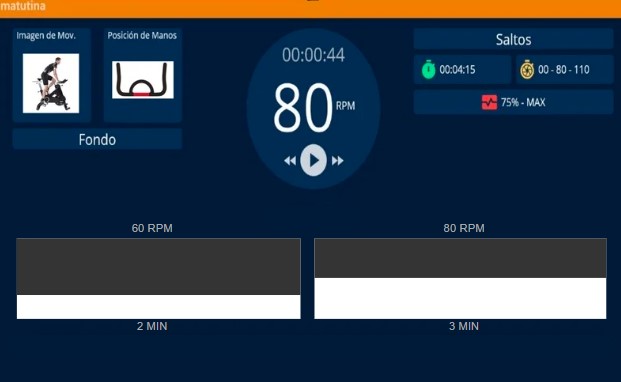 matutina
Imagen de Mov.
Posición de Manos
Fondo
00:00:44
80 RPM
Saltos
00:04:15
00 - 80 - 110
75% - MAX
60 RPM
80 RPM
2 MIN
3 MIN